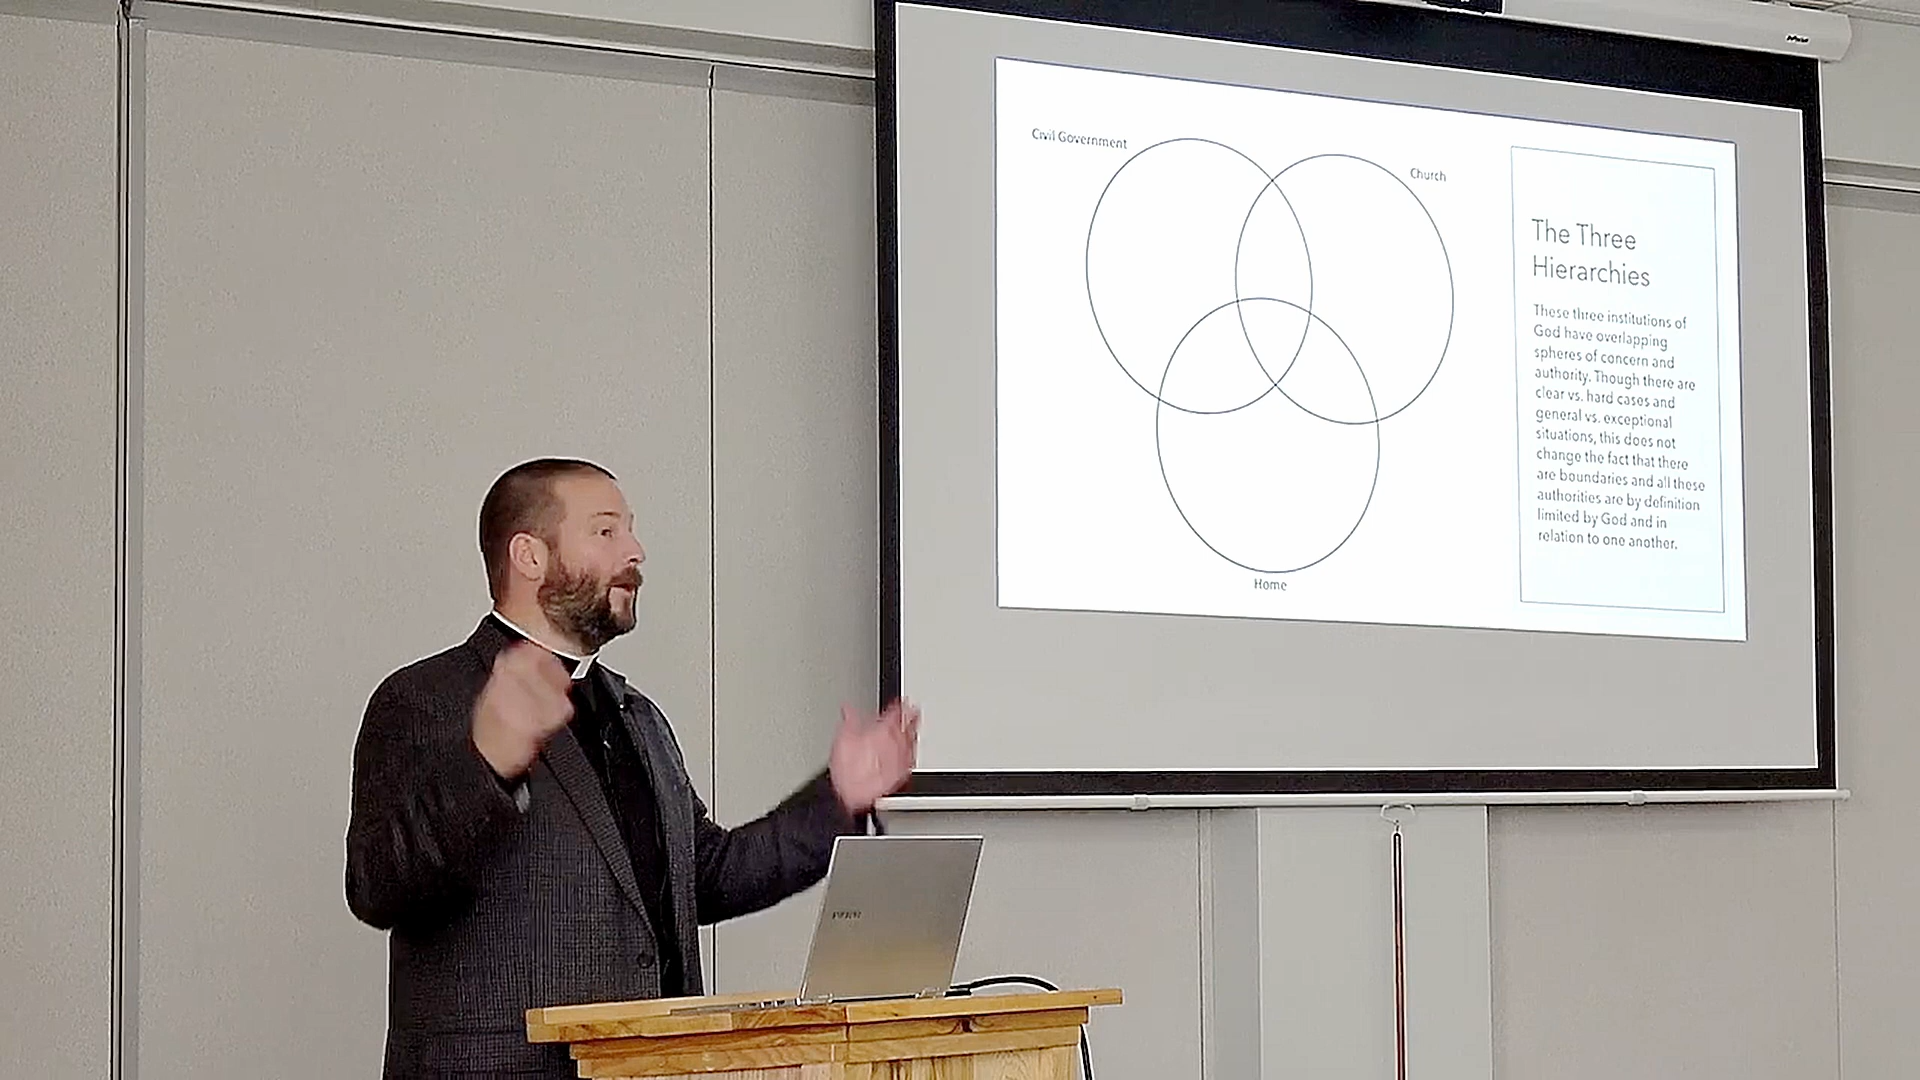 Civil Government
Church
Home
The Three
Hierarchies
These three institutions of
God have overlapping
spheres of concern and
authority. Though there are
clear vs. hard cases and
general vs. exceptional
situations, this does not
change the fact that there
are boundaries and all these
authorities are by definition
limited by God and in
relation to one another.